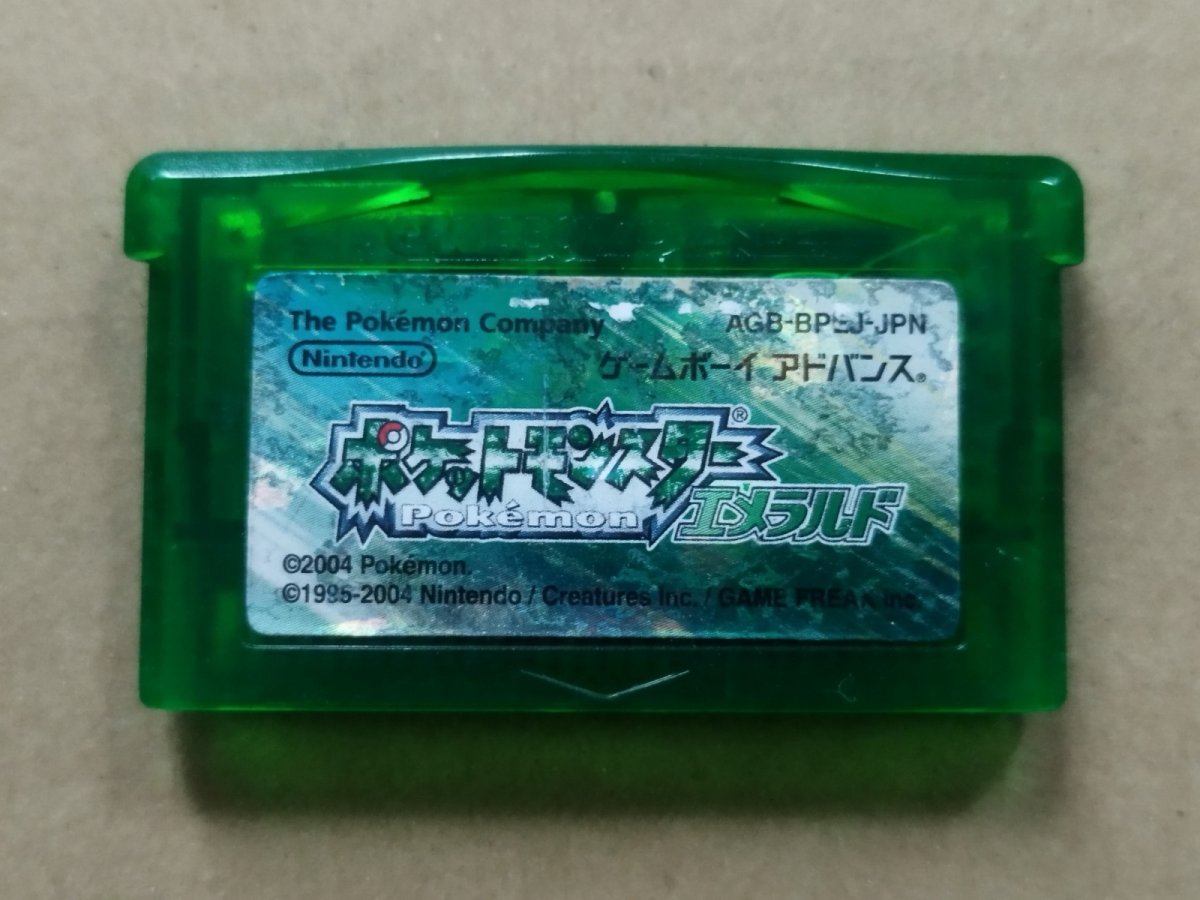 The Pokémon Company
AGB-BPEJ-JPN
Nintendo
ゲームボーイ アドバンス®
ポケットモンスター®
Pokémon
エメラルド
©2004 Pokémon.
©1995-2004 Nintendo / Creatures Inc. / GAME FREAK inc.